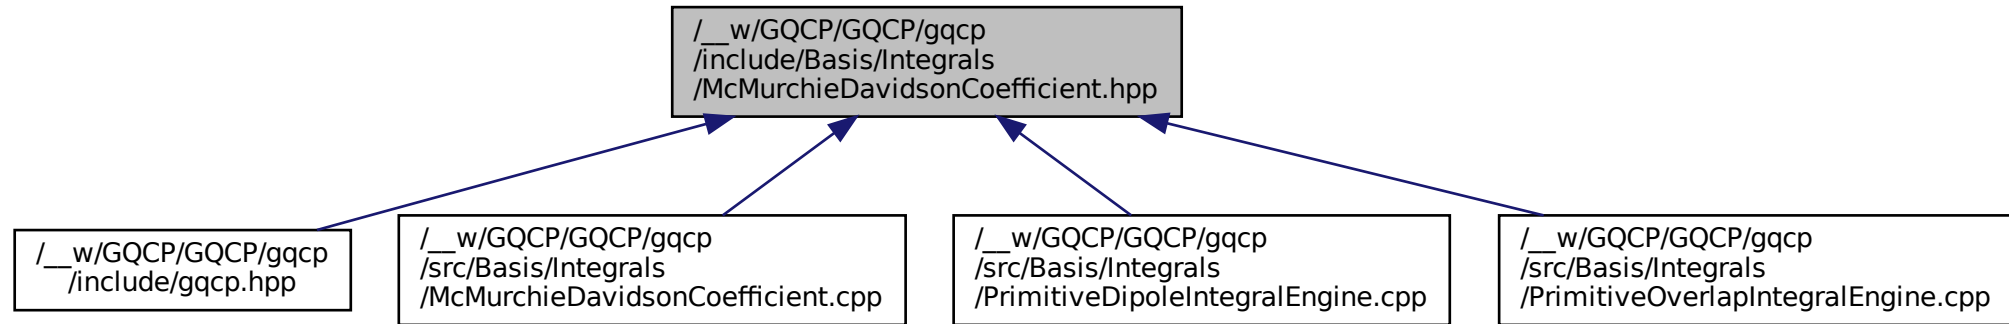 /__w/GQCP/GQCP/gqcp
/include/Basis/Integrals
/McMurchieDavidsonCoefficient.hpp
/__w/GQCP/GQCP/gqcp
/include/gqcp.hpp
/__w/GQCP/GQCP/gqcp
/src/Basis/Integrals
/McMurchieDavidsonCoefficient.cpp
/__w/GQCP/GQCP/gqcp
/src/Basis/Integrals
/PrimitiveDipoleIntegralEngine.cpp
/__w/GQCP/GQCP/gqcp
/src/Basis/Integrals
/PrimitiveOverlapIntegralEngine.cpp